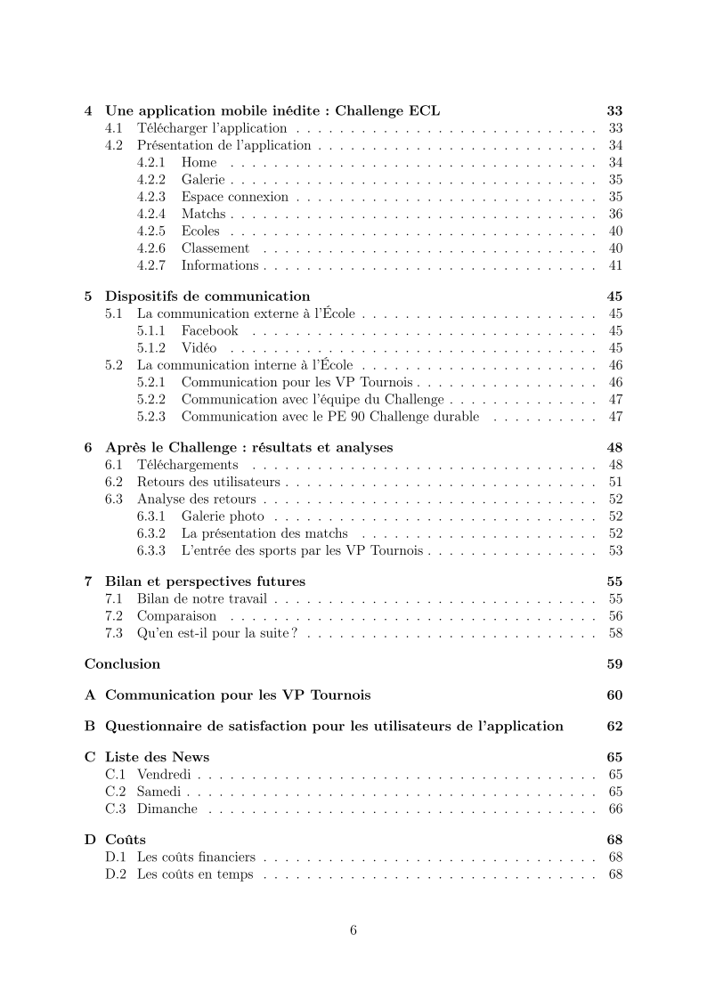 4 Une application mobile inédite : Challenge ECL 33
4.1 Télécharger l'application . . . . . . . . . . . . . . . . . . . . . . . . . . . . 33
4.2 Présentation de l'application . . . . . . . . . . . . . . . . . . . . . . . . . . 34
4.2.1 Home . . . . . . . . . . . . . . . . . . . . . . . . . . . . . . . . . . 34
4.2.2 Galerie . . . . . . . . . . . . . . . . . . . . . . . . . . . . . . . . . . 35
4.2.3 Espace connexion . . . . . . . . . . . . . . . . . . . . . . . . . . . . 35
4.2.4 Matchs . . . . . . . . . . . . . . . . . . . . . . . . . . . . . . . . . . 36
4.2.5 Ecoles . . . . . . . . . . . . . . . . . . . . . . . . . . . . . . . . . . 40
4.2.6 Classement . . . . . . . . . . . . . . . . . . . . . . . . . . . . . . . 40
4.2.7 Informations . . . . . . . . . . . . . . . . . . . . . . . . . . . . . . . 41
5 Dispositifs de communication 45
5.1 La communication externe à l'École . . . . . . . . . . . . . . . . . . . . . . 45
5.1.1 Facebook . . . . . . . . . . . . . . . . . . . . . . . . . . . . . . . . 45
5.1.2 Vidéo . . . . . . . . . . . . . . . . . . . . . . . . . . . . . . . . . . 45
5.2 La communication interne à l'École . . . . . . . . . . . . . . . . . . . . . . 46
5.2.1 Communication pour les VP Tournois . . . . . . . . . . . . . . . . . 46
5.2.2 Communication avec l'équipe du Challenge . . . . . . . . . . . . . . 47
5.2.3 Communication avec le PE 90 Challenge durable . . . . . . . . . . 47
6 Après le Challenge : résultats et analyses 48
6.1 Téléchargements . . . . . . . . . . . . . . . . . . . . . . . . . . . . . . . . 48
6.2 Retours des utilisateurs . . . . . . . . . . . . . . . . . . . . . . . . . . . . . 51
6.3 Analyse des retours . . . . . . . . . . . . . . . . . . . . . . . . . . . . . . . 52
6.3.1 Galerie photo . . . . . . . . . . . . . . . . . . . . . . . . . . . . . . 52
6.3.2 La présentation des matchs . . . . . . . . . . . . . . . . . . . . . . 52
6.3.3 L'entrée des sports par les VP Tournois . . . . . . . . . . . . . . . . 53
7 Bilan et perspectives futures 55
7.1 Bilan de notre travail . . . . . . . . . . . . . . . . . . . . . . . . . . . . . . 55
7.2 Comparaison . . . . . . . . . . . . . . . . . . . . . . . . . . . . . . . . . . 56
7.3 Qu'en est-il pour la suite ? . . . . . . . . . . . . . . . . . . . . . . . . . . . 58
Conclusion 59
A Communication pour les VP Tournois 60
B Questionnaire de satisfaction pour les utilisateurs de l'application 62
C Liste des News 65
C.1 Vendredi . . . . . . . . . . . . . . . . . . . . . . . . . . . . . . . . . . . . . 65
C.2 Samedi . . . . . . . . . . . . . . . . . . . . . . . . . . . . . . . . . . . . . . 65
C.3 Dimanche . . . . . . . . . . . . . . . . . . . . . . . . . . . . . . . . . . . . 66
D Coûts 68
D.1 Les coûts financiers . . . . . . . . . . . . . . . . . . . . . . . . . . . . . . . 68
D.2 Les coûts en temps . . . . . . . . . . . . . . . . . . . . . . . . . . . . . . . 68
6